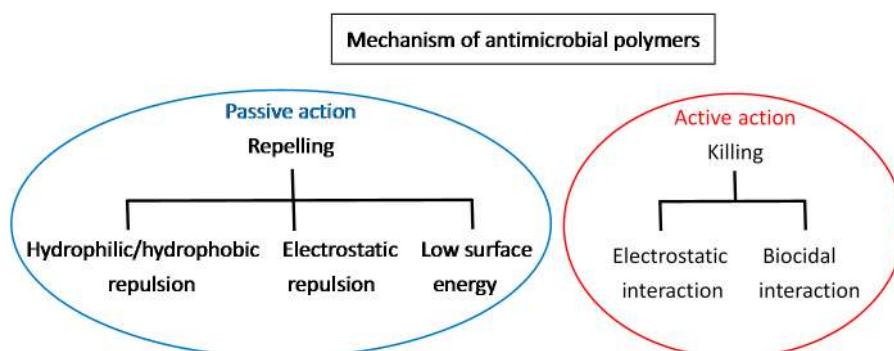 Mechanism of antimicrobial polymers
Passive action
Repelling
Hydrophilic/hydrophobic
repulsion
Electrostatic
repulsion
Low surface
energy
Active action
Killing
Electrostatic
interaction
Biocidal
interaction